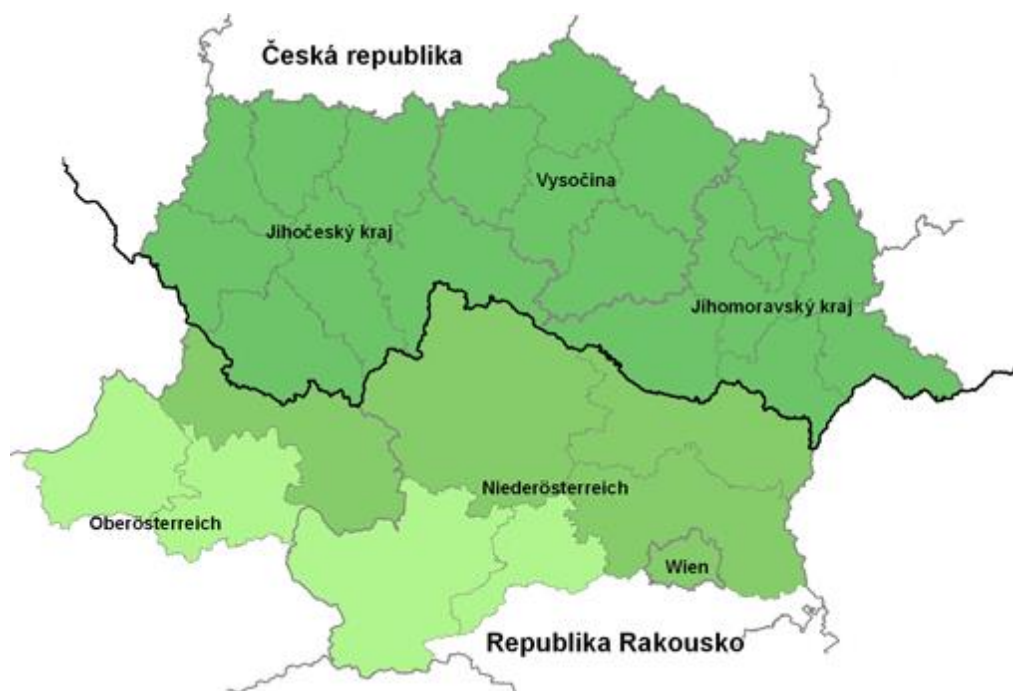 Česká republika
Vysočina
Jihočeský kraj
Jihomoravský kraj
Niederösterreich
Oberösterreich
Wien
Republika Rakousko